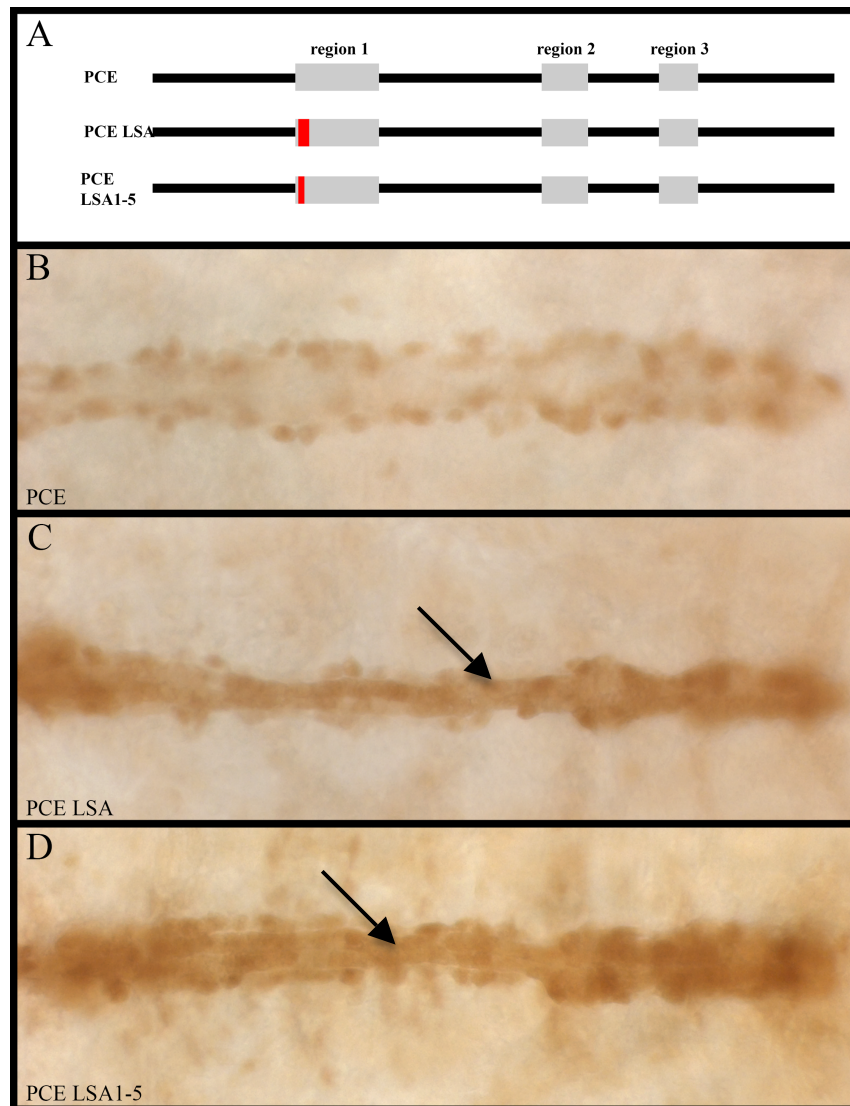 A
region 1 region 2 region 3
PCE
PCE LSA
PCE
LSA1-5
B
PCE
C
PCE LSA
D
PCE LSA1-5